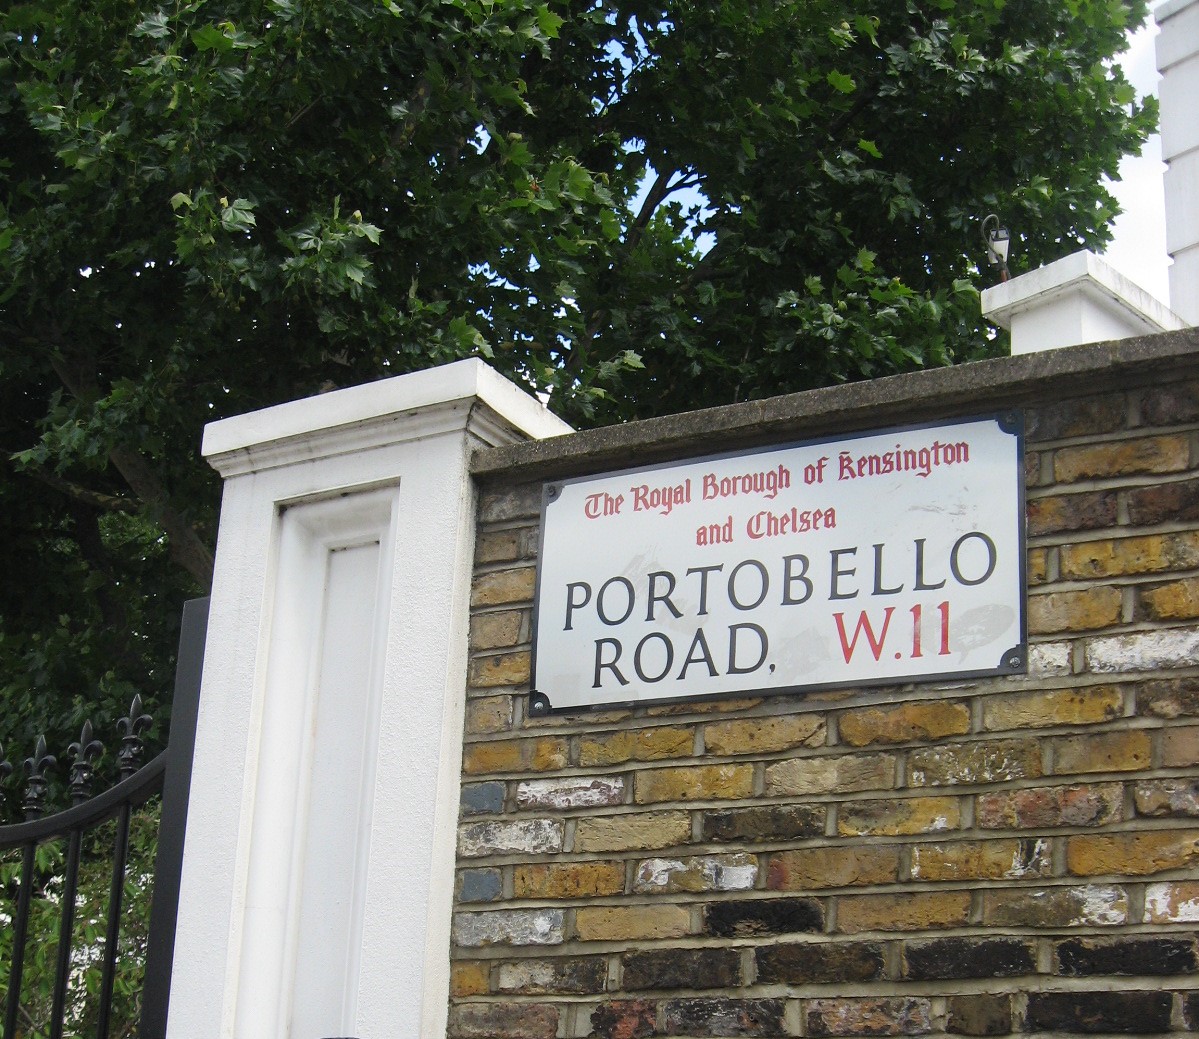 The Royal Borough of Kensington
and Chelsea
PORTOBELLO
ROAD, W.11